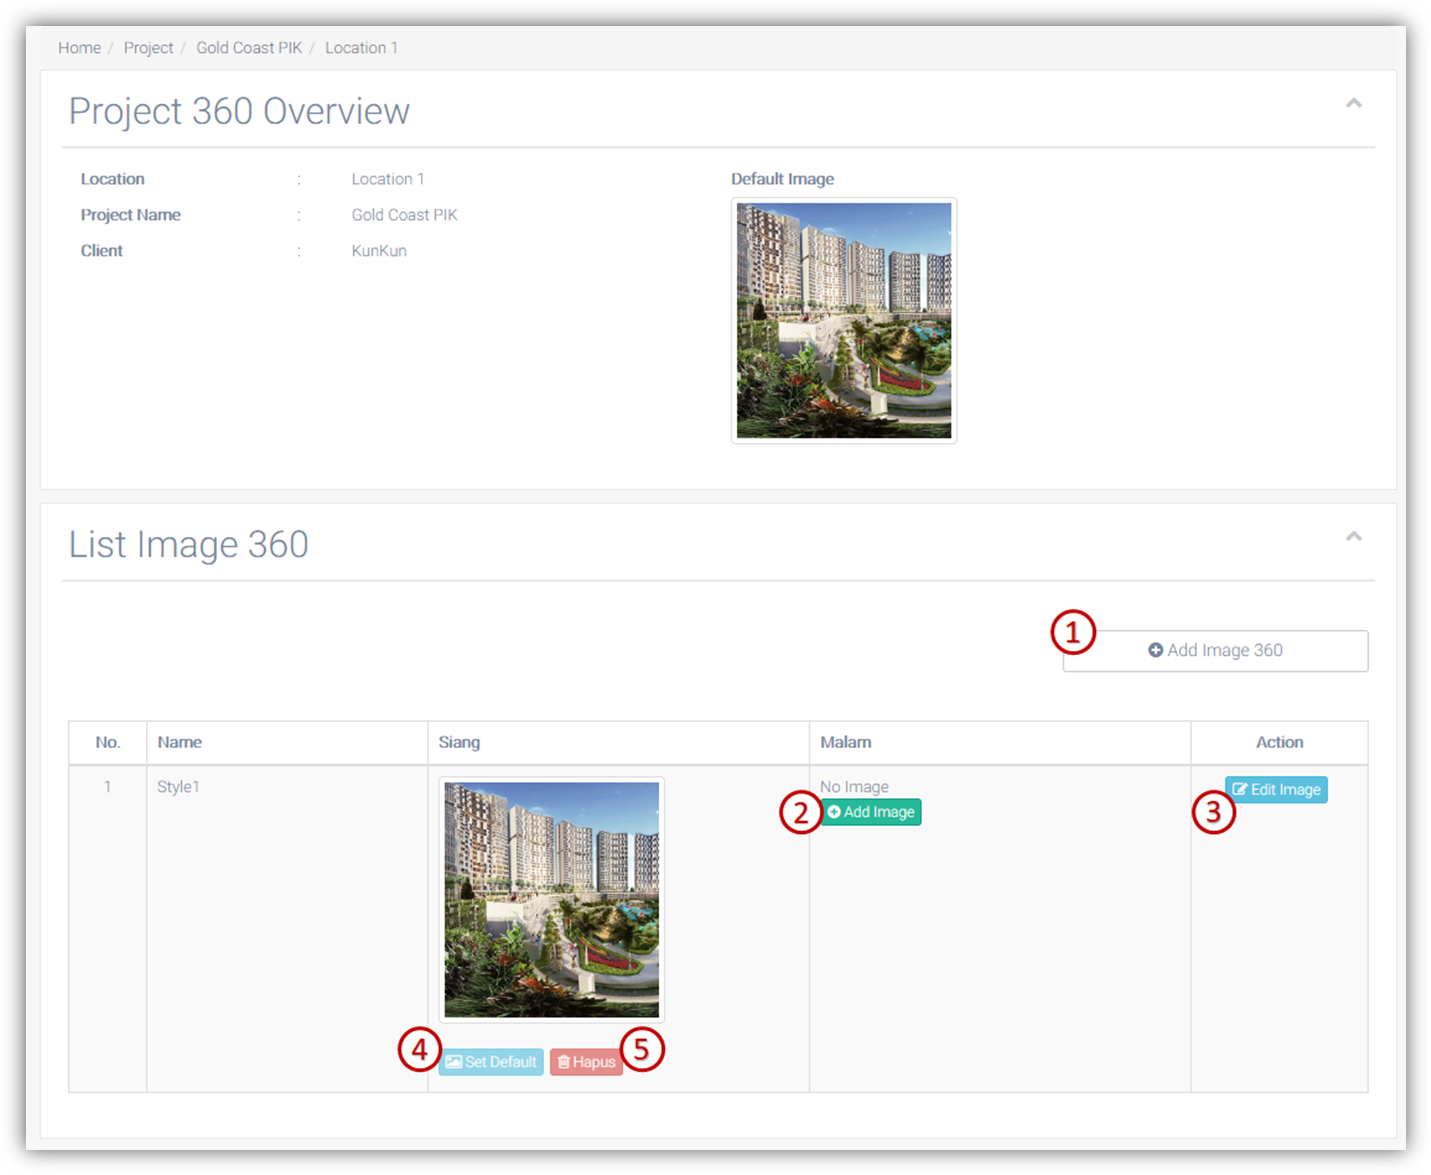 Home / Project / Gold Coast PIK / Location 1
Project 360 Overview
Location : Location 1
Project Name : Gold Coast PIK
Client : KunKun
Default Image
List Image 360
1
Add Image 360
No. Name Siang Malam Action
1 Style1 No Image Edit Image
2 Add Image 3
4 Set Default Hapus 5